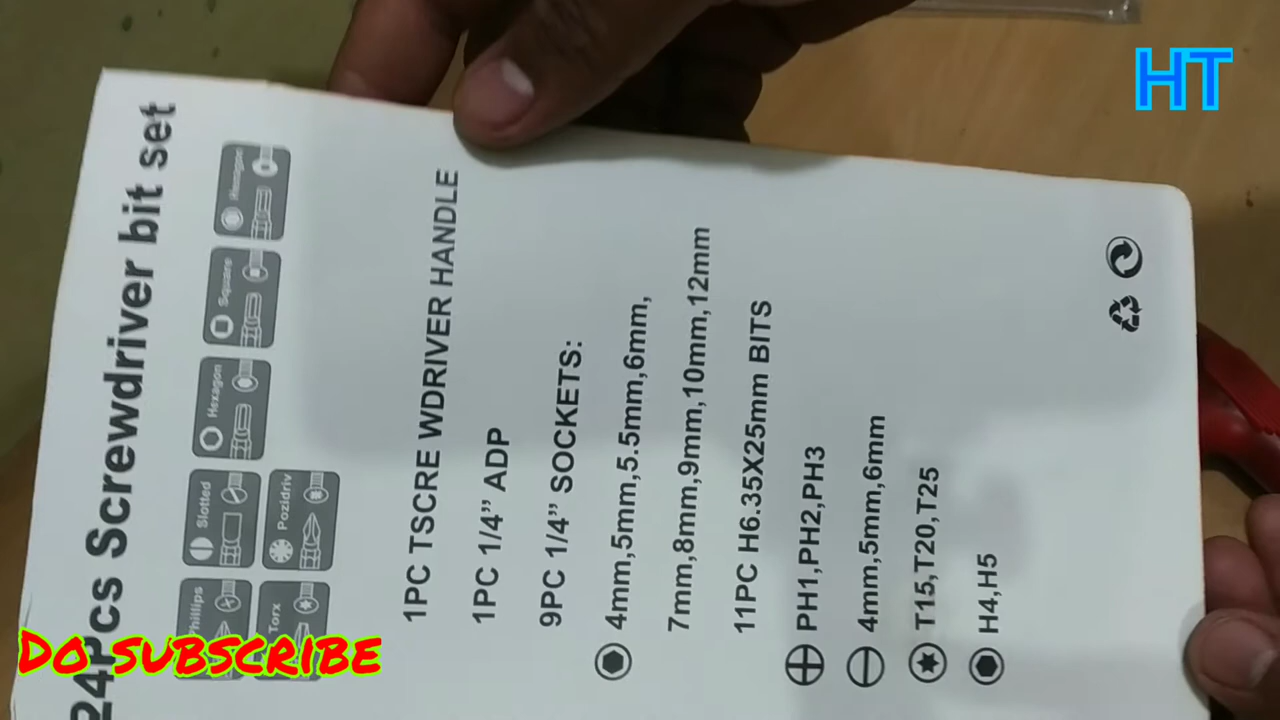 24Pcs Screwdriver bit set
Phillips
Slotted
Hexagon
Square
Hexagon
Torx
Pozidriv
1PC TSCRE WDRIVER HANDLE
1PC 1/4” ADP
9PC 1/4” SOCKETS:
4mm,5mm,5.5mm,6mm,
7mm,8mm,9mm,10mm,12mm
11PC H6.35X25mm BITS
PH1,PH2,PH3
4mm,5mm,6mm
T15,T20,T25
H4,H5
HT
Do subscribe